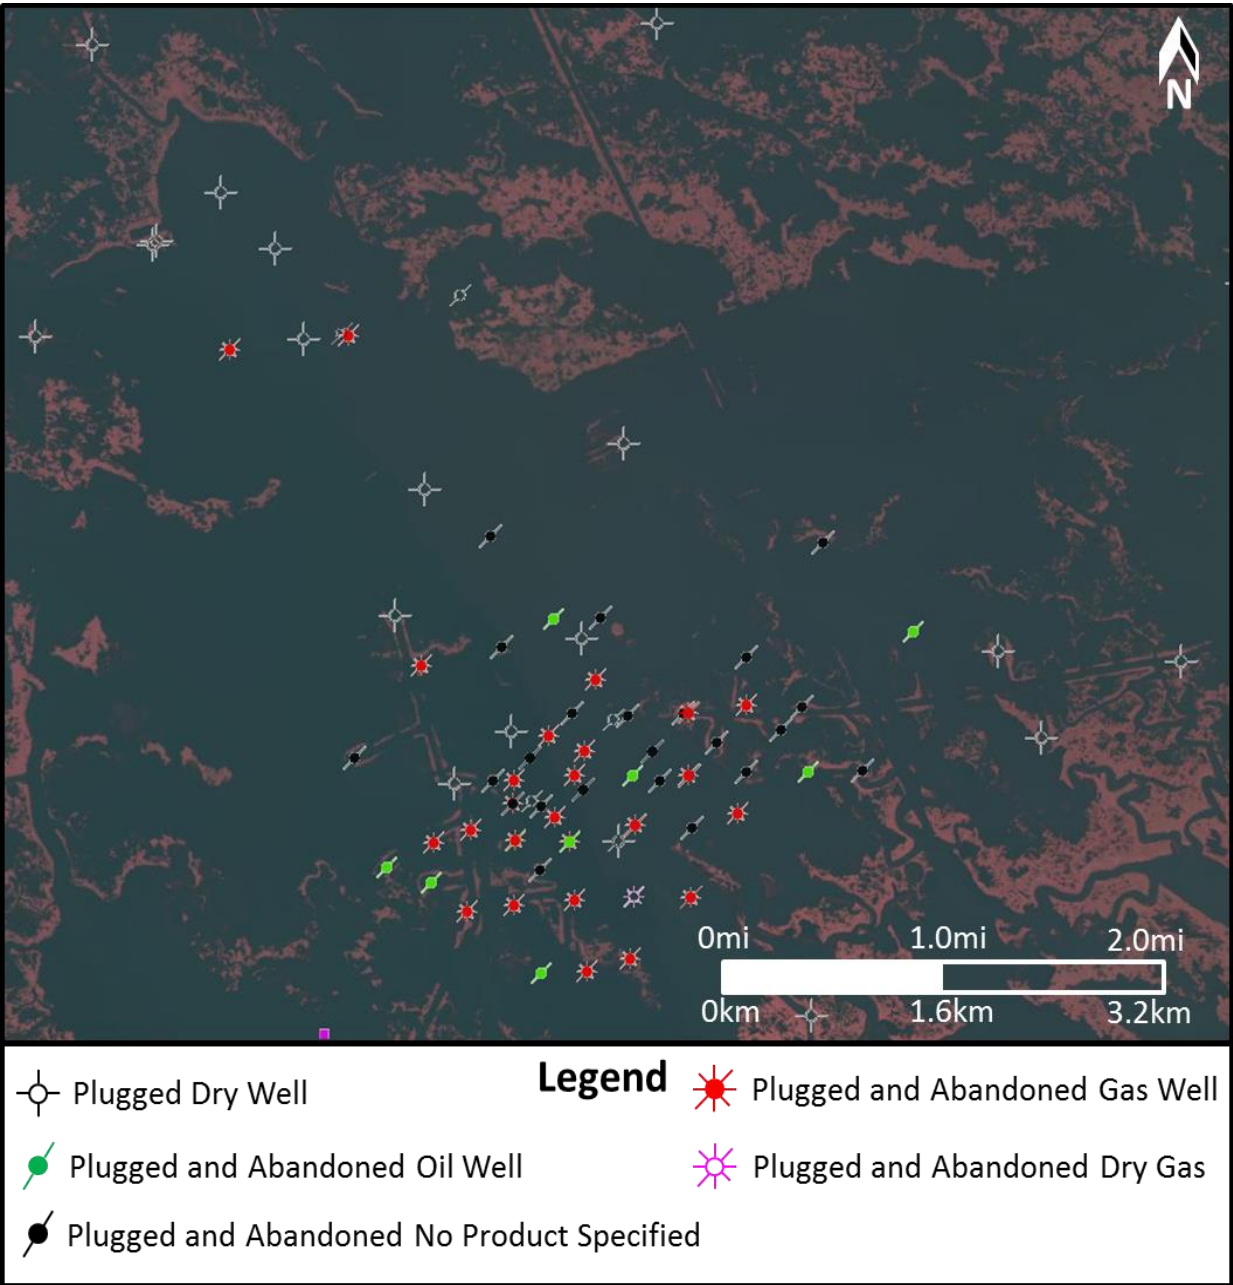 N
0mi 1.0mi 2.0mi
0km 1.6km 3.2km
Legend
Plugged Dry Well
Plugged and Abandoned Gas Well
Plugged and Abandoned Oil Well
Plugged and Abandoned Dry Gas
Plugged and Abandoned No Product Specified